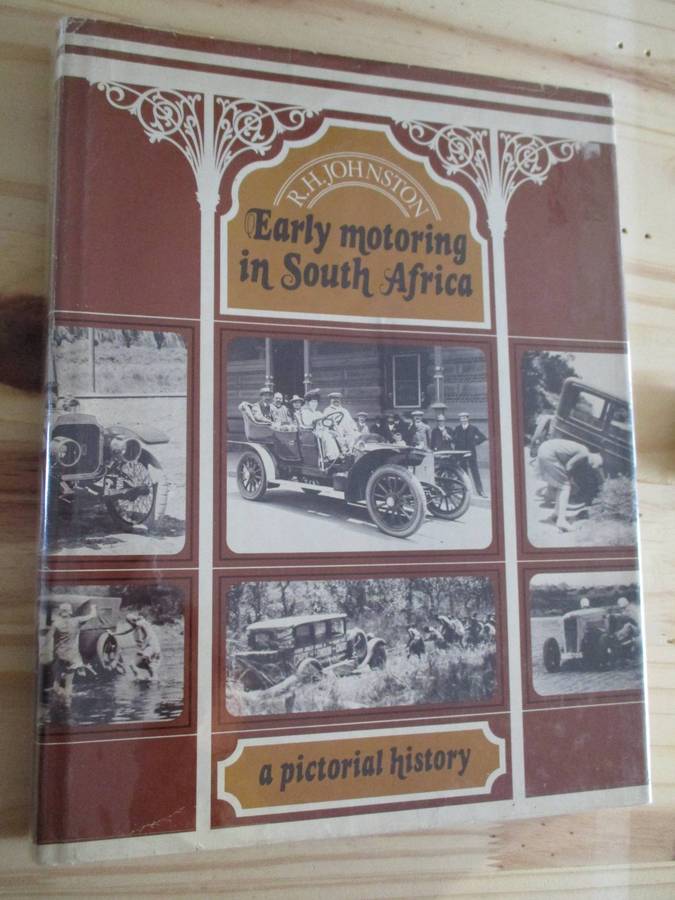 R.H.JOHNSTON
Early motoring
in South Africa
a pictorial history